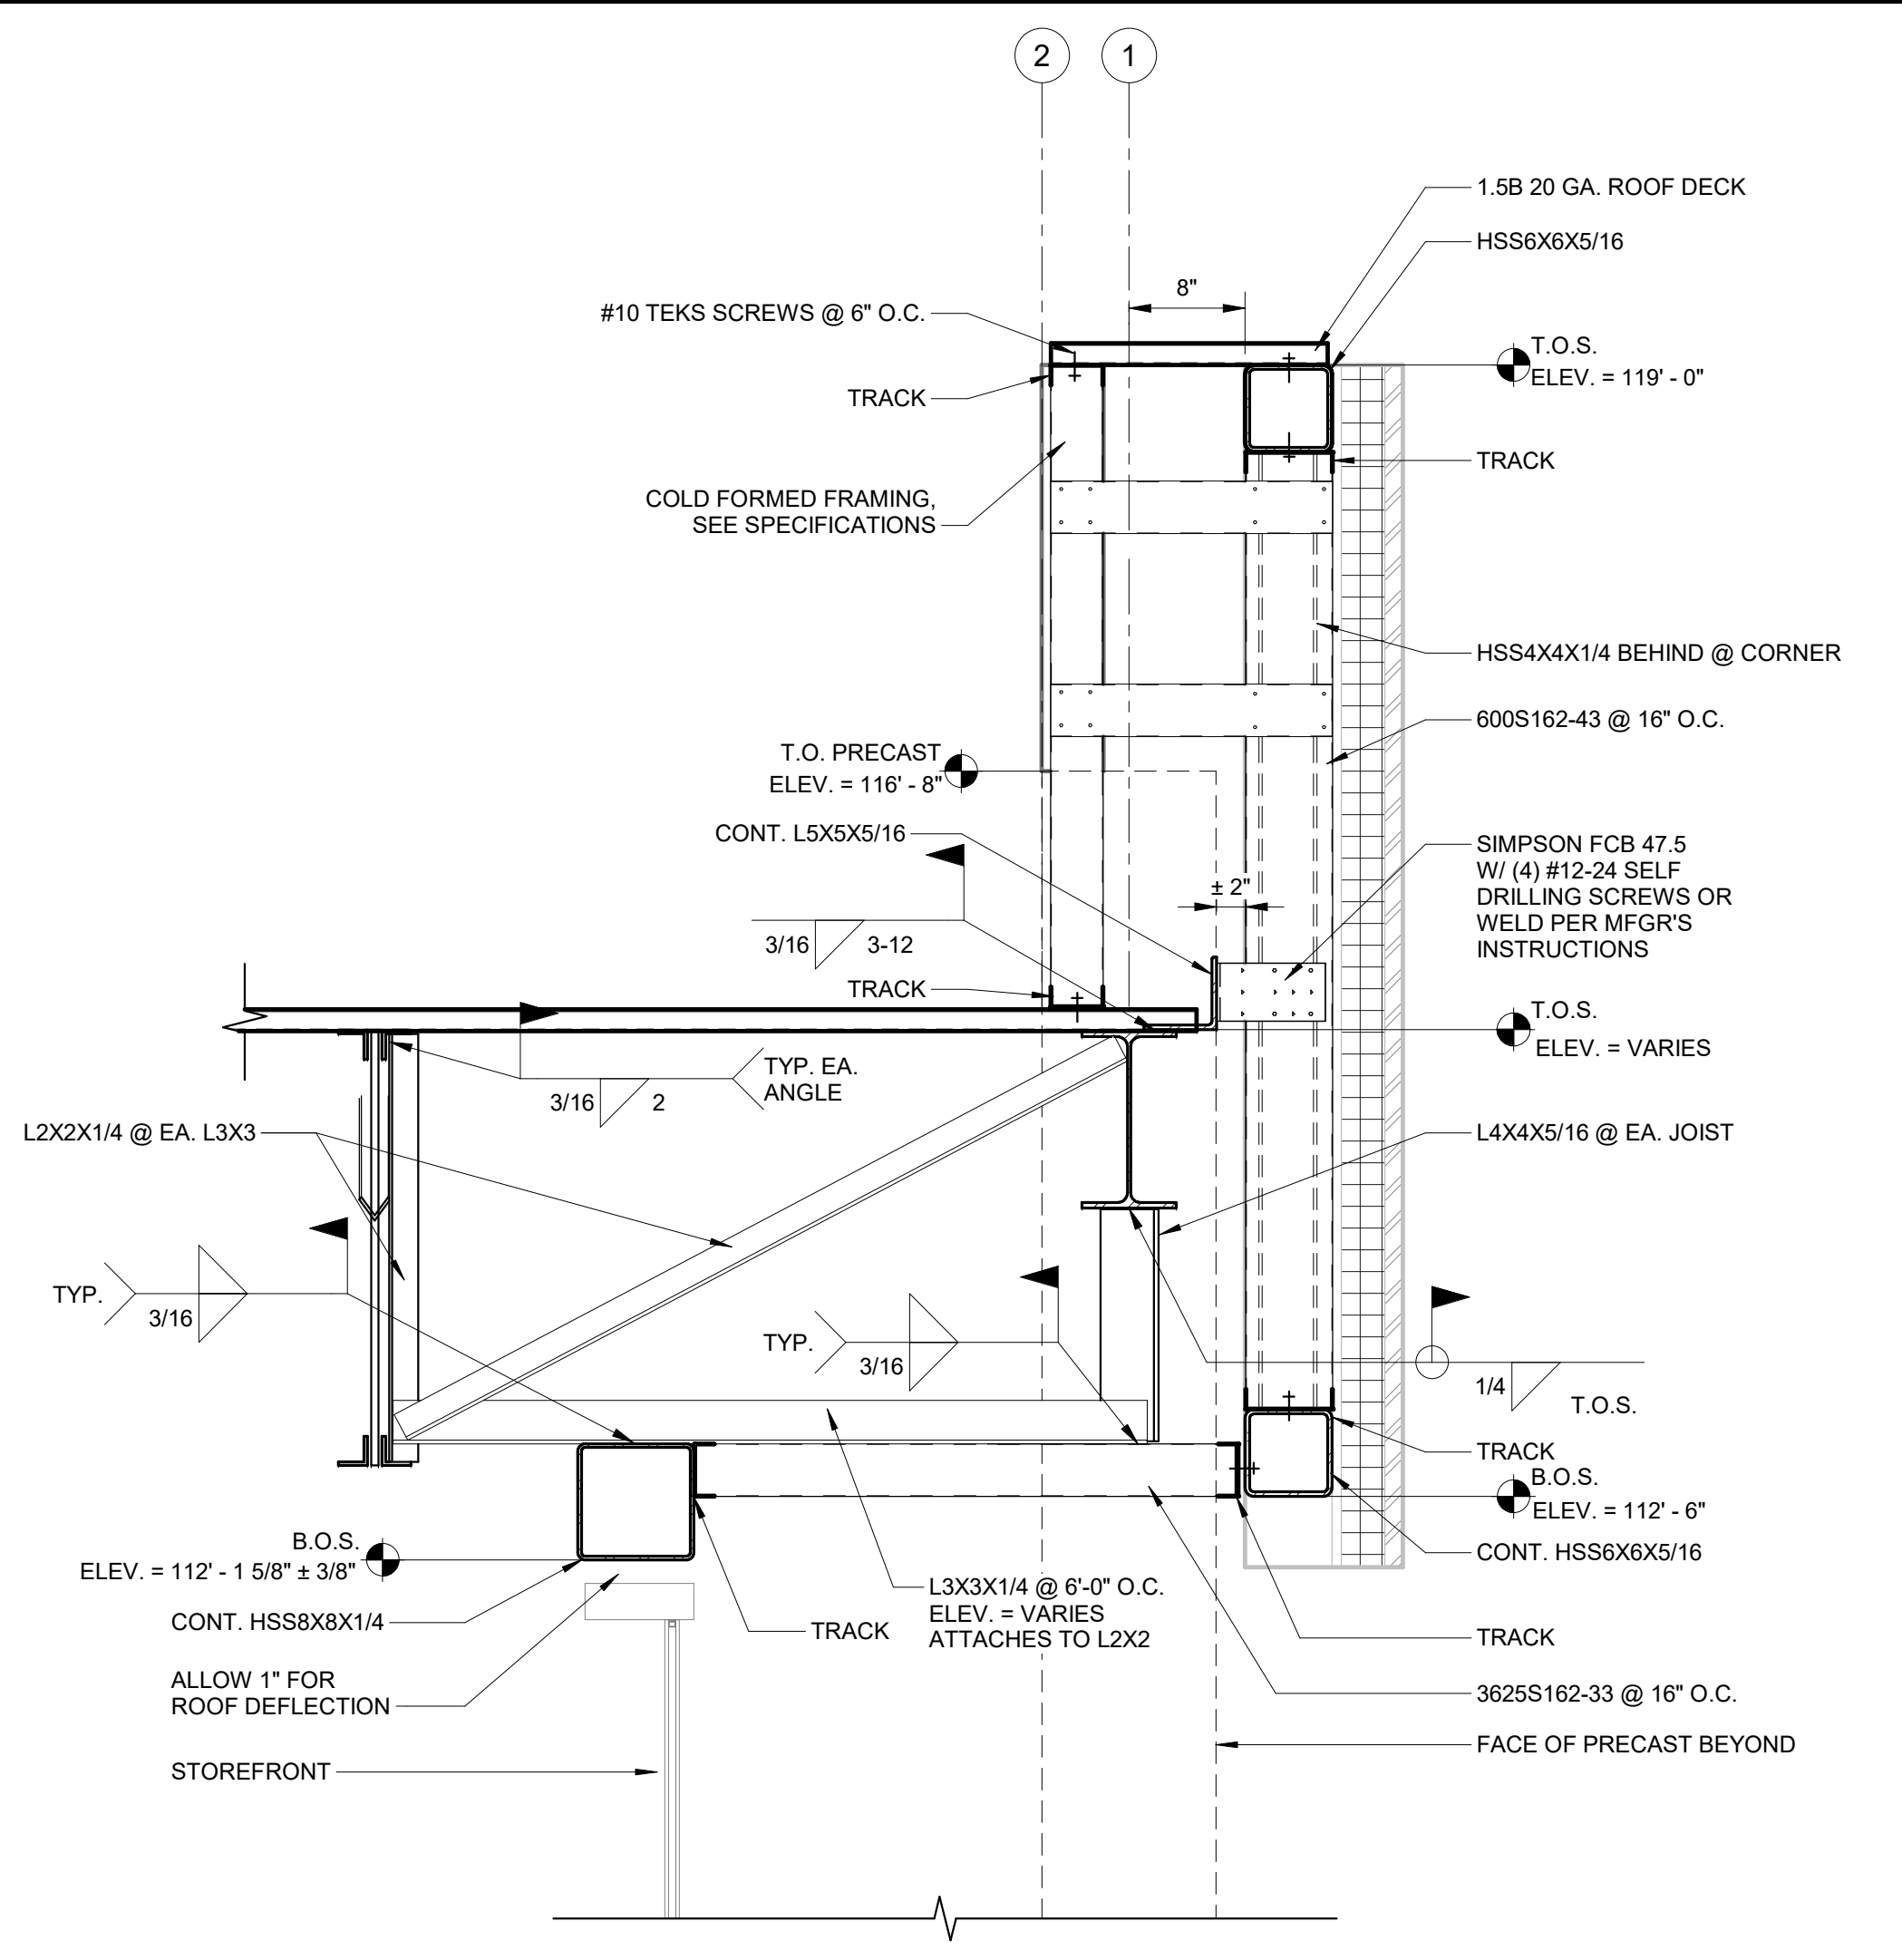 2
1
1.5B 20 GA. ROOF DECK
HSS6X6X5/16
8"
#10 TEKS SCREWS @ 6" O.C.
T.O.S.
ELEV. = 119' - 0"
TRACK
TRACK
COLD FORMED FRAMING,
SEE SPECIFICATIONS
HSS4X4X1/4 BEHIND @ CORNER
600S162-43 @ 16" O.C.
T.O. PRECAST
ELEV. = 116' - 8"
CONT. L5X5X5/16
SIMPSON FCB 47.5
W/ (4) #12-24 SELF
DRILLING SCREWS OR
WELD PER MFGR'S
INSTRUCTIONS
± 2"
3/16
3-12
TRACK
T.O.S.
ELEV. = VARIES
TYP. EA.
ANGLE
3/16
2
L2X2X1/4 @ EA. L3X3
L4X4X5/16 @ EA. JOIST
TYP.
3/16
TYP.
3/16
1/4
T.O.S.
TRACK
B.O.S.
ELEV. = 112' - 6"
B.O.S.
ELEV. = 112' - 1 5/8" ± 3/8"
CONT. HSS6X6X5/16
L3X3X1/4 @ 6'-0" O.C.
ELEV. = VARIES
ATTACHES TO L2X2
CONT. HSS8X8X1/4
TRACK
TRACK
ALLOW 1" FOR
ROOF DEFLECTION
3625S162-33 @ 16" O.C.
FACE OF PRECAST BEYOND
STOREFRONT